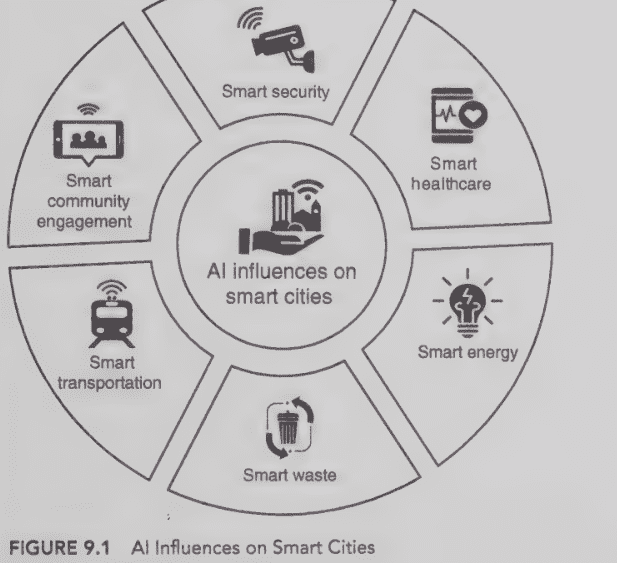 Smart security
Smart
healthcare
Smart
community
engagement
AI influences on
smart cities
Smart energy
Smart
transportation
Smart waste
FIGURE 9.1 AI Influences on Smart Cities